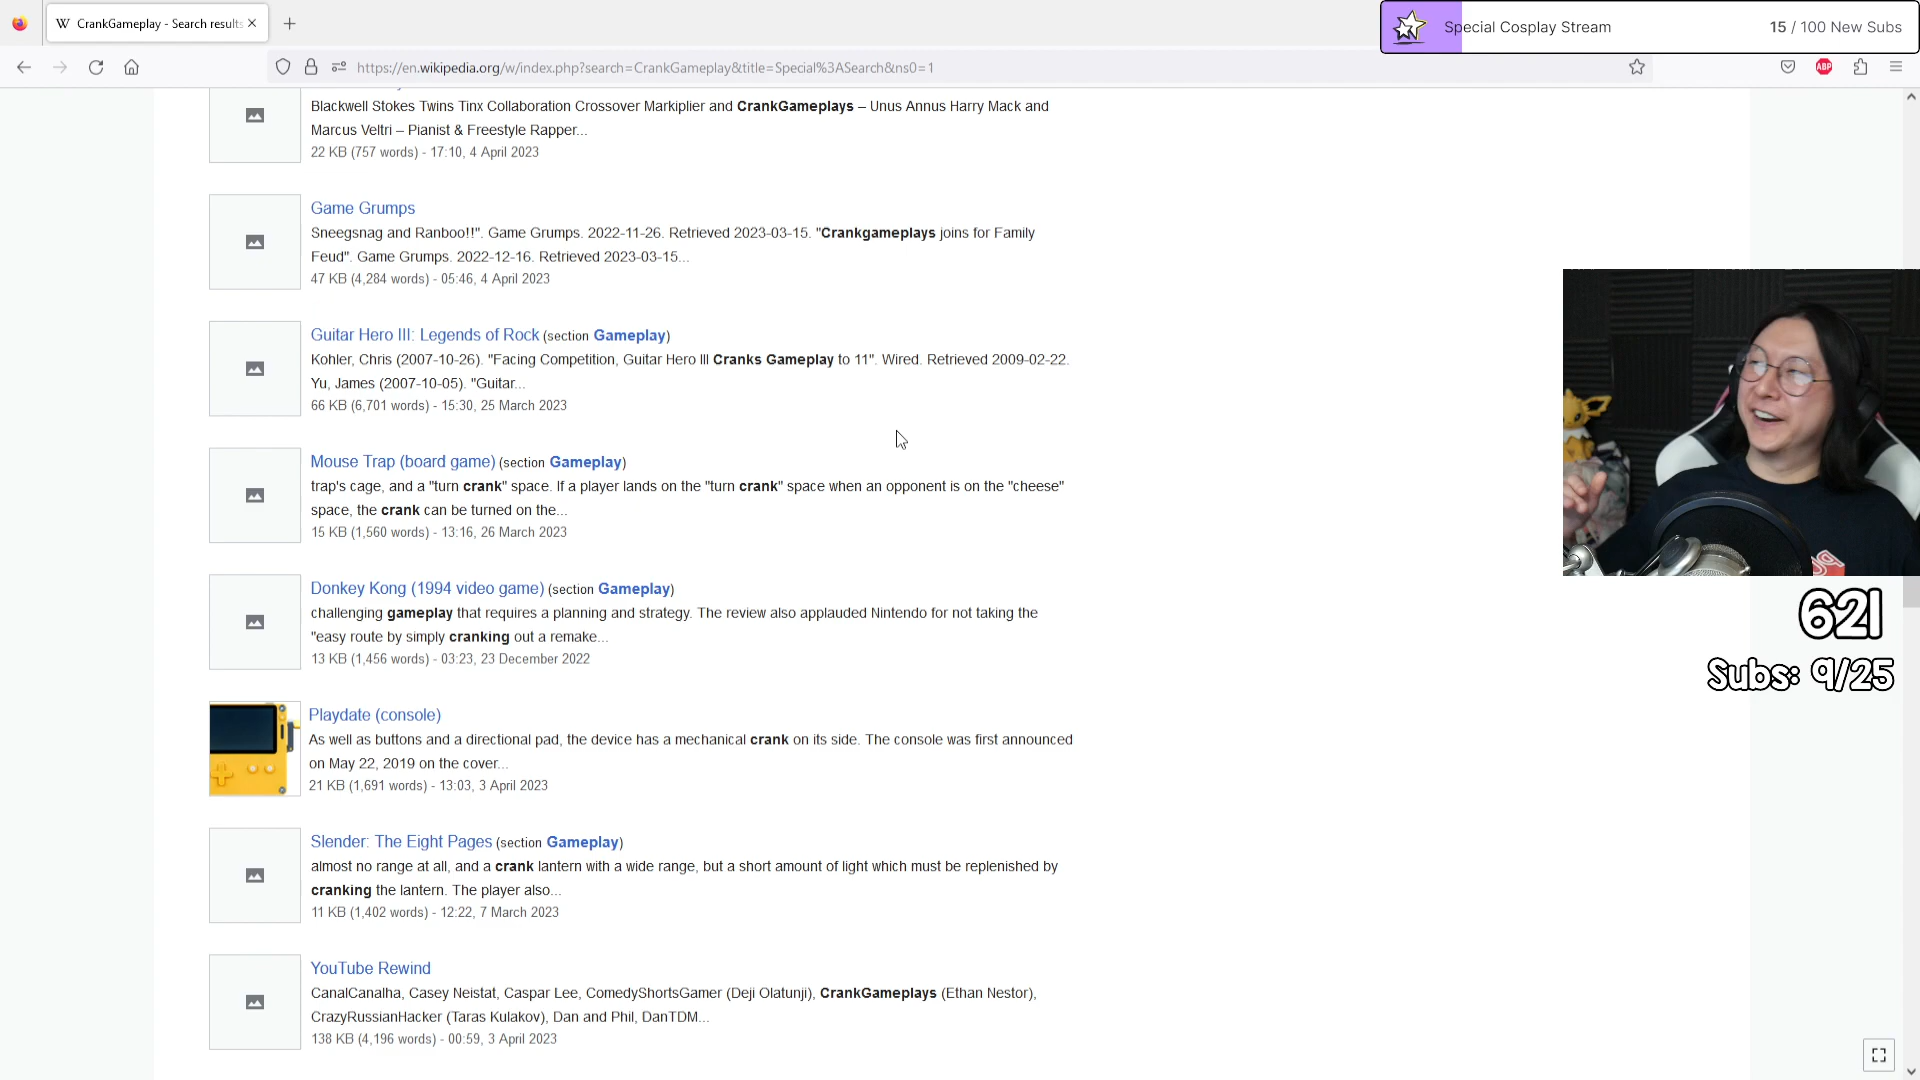 CrankGameplay - Search results
Special Cosplay Stream
15 / 100 New Subs
https://en.wikipedia.org/w/index.php?search=CrankGameplay&title=Special%3ASearch&ns0=1
ABP
Blackwell Stokes Twins Tinx Collaboration Crossover Markiplier and CrankGameplays – Unus Annus Harry Mack and
Marcus Veltri – Pianist & Freestyle Rapper...
22 KB (757 words) - 17:10, 4 April 2023
Game Grumps
Sneegsnag and Ranboo!!". Game Grumps. 2022-11-26. Retrieved 2023-03-15. "Crankgameplays joins for Family
Feud". Game Grumps. 2022-12-16. Retrieved 2023-03-15...
47 KB (4,284 words) - 05:46, 4 April 2023
Guitar Hero III: Legends of Rock (section Gameplay)
Kohler, Chris (2007-10-26). "Facing Competition, Guitar Hero III Cranks Gameplay to 11". Wired. Retrieved 2009-02-22.
Yu, James (2007-10-05). "Guitar...
66 KB (6,701 words) - 15:30, 25 March 2023
Mouse Trap (board game) (section Gameplay)
trap's cage, and a "turn crank" space. If a player lands on the "turn crank" space when an opponent is on the "cheese"
space, the crank can be turned on the...
15 KB (1,560 words) - 13:16, 26 March 2023
Donkey Kong (1994 video game) (section Gameplay)
challenging gameplay that requires a planning and strategy. The review also applauded Nintendo for not taking the
"easy route by simply cranking out a remake...
13 KB (1,456 words) - 03:23, 23 December 2022
621
Subs: 9/25
Playdate (console)
As well as buttons and a directional pad, the device has a mechanical crank on its side. The console was first announced
on May 22, 2019 on the cover...
21 KB (1,691 words) - 13:03, 3 April 2023
Slender: The Eight Pages (section Gameplay)
almost no range at all, and a crank lantern with a wide range, but a short amount of light which must be replenished by
cranking the lantern. The player also...
11 KB (1,402 words) - 12:22, 7 March 2023
YouTube Rewind
CanalCanalha, Casey Neistat, Caspar Lee, ComedyShortsGamer (Deji Olatunji), CrankGameplays (Ethan Nestor),
CrazyRussianHacker (Taras Kulakov), Dan and Phil, DanTDM...
138 KB (4,196 words) - 00:59, 3 April 2023